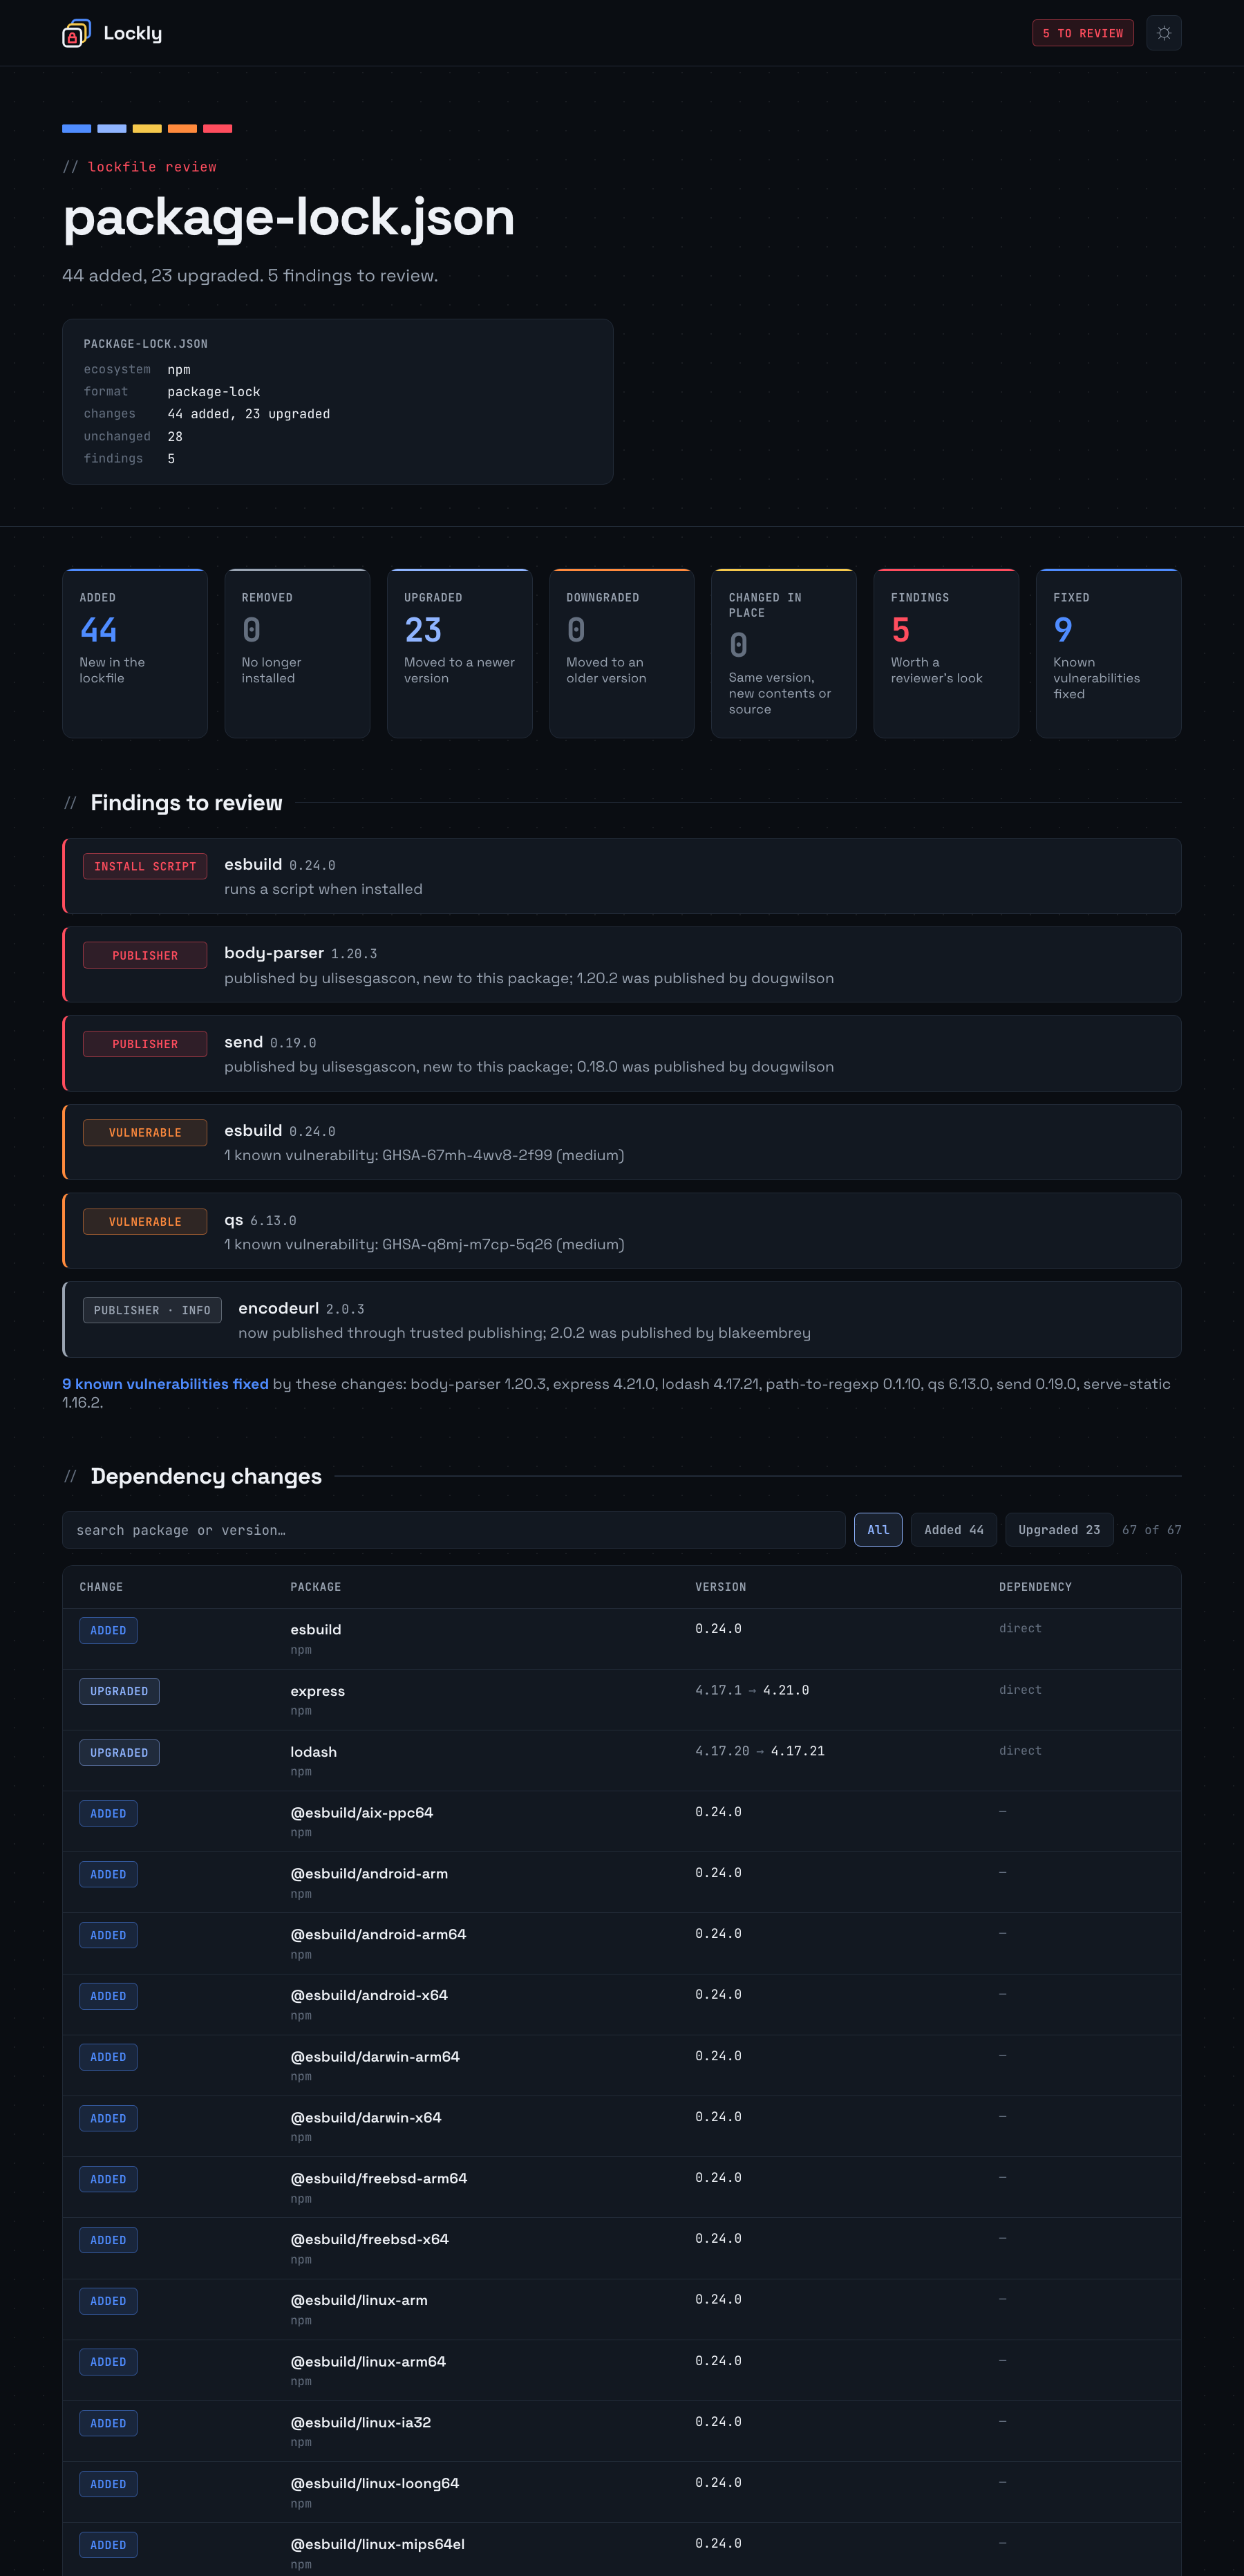 Lockly
5 TO REVIEW
// lockfile review
package-lock.json
44 added, 23 upgraded. 5 findings to review.
PACKAGE-LOCK.JSON
ecosystem npm
format package-lock
changes 44 added, 23 upgraded
unchanged 28
findings 5
ADDED
44
New in the
lockfile
REMOVED
0
No longer
installed
UPGRADED
23
Moved to a newer
version
DOWNGRADED
0
Moved to an
older version
CHANGED IN
PLACE
0
Same version,
new contents or
source
FINDINGS
5
Worth a
reviewer's look
FIXED
9
Known
vulnerabilities
fixed
// Findings to review
INSTALL SCRIPT esbuild 0.24.0
runs a script when installed
PUBLISHER body-parser 1.20.3
published by ulisesgascon, new to this package; 1.20.2 was published by dougwilson
PUBLISHER send 0.19.0
published by ulisesgascon, new to this package; 0.18.0 was published by dougwilson
VULNERABLE esbuild 0.24.0
1 known vulnerability: GHSA-67mh-4wv8-2f99 (medium)
VULNERABLE qs 6.13.0
1 known vulnerability: GHSA-q8mj-m7cp-5q26 (medium)
PUBLISHER · INFO encodeurl 2.0.3
now published through trusted publishing; 2.0.2 was published by blakeembrey
9 known vulnerabilities fixed by these changes: body-parser 1.20.3, express 4.21.0, lodash 4.17.21, path-to-regexp 0.1.10, qs 6.13.0, send 0.19.0, serve-static
1.16.2.
// Dependency changes
search package or version… All Added 44 Upgraded 23 67 of 67
CHANGE PACKAGE VERSION DEPENDENCY
ADDED esbuild 0.24.0 direct
npm
UPGRADED express 4.17.1 → 4.21.0 direct
npm
UPGRADED lodash 4.17.20 → 4.17.21 direct
npm
ADDED @esbuild/aix-ppc64 0.24.0 —
npm
ADDED @esbuild/android-arm 0.24.0 —
npm
ADDED @esbuild/android-arm64 0.24.0 —
npm
ADDED @esbuild/android-x64 0.24.0 —
npm
ADDED @esbuild/darwin-arm64 0.24.0 —
npm
ADDED @esbuild/darwin-x64 0.24.0 —
npm
ADDED @esbuild/freebsd-arm64 0.24.0 —
npm
ADDED @esbuild/freebsd-x64 0.24.0 —
npm
ADDED @esbuild/linux-arm 0.24.0 —
npm
ADDED @esbuild/linux-arm64 0.24.0 —
npm
ADDED @esbuild/linux-ia32 0.24.0 —
npm
ADDED @esbuild/linux-loong64 0.24.0 —
npm
ADDED @esbuild/linux-mips64el 0.24.0 —
npm